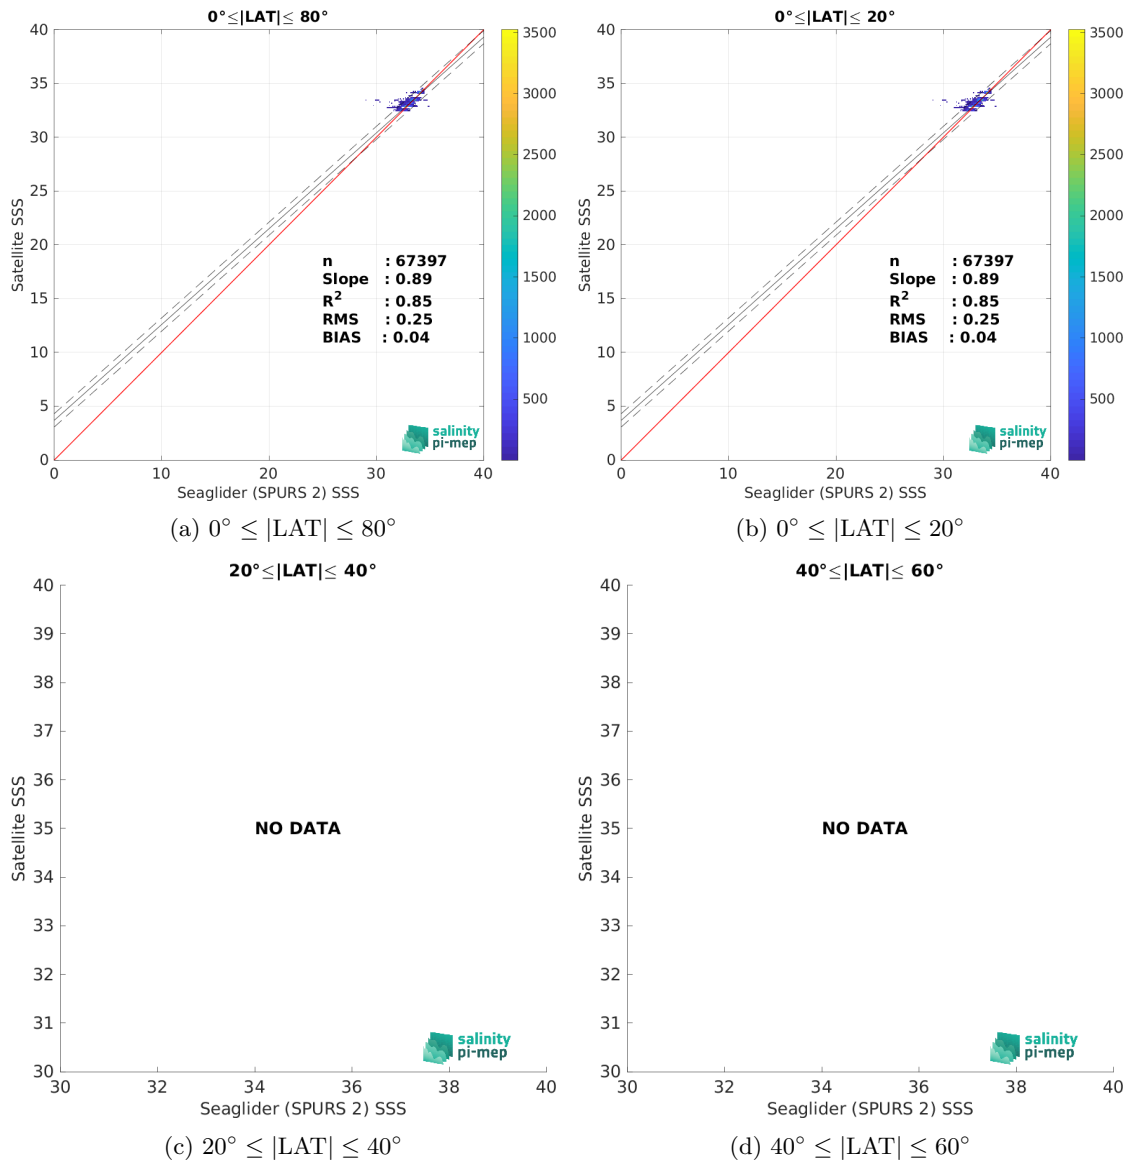 0°≤|LAT|≤ 80°
40
35
30
25
20
15
10
5
0
0
10
20
30
40
Satellite SSS
Seaglider (SPURS 2) SSS
n : 67397
Slope : 0.89
R² : 0.85
RMS : 0.25
BIAS : 0.04
salinity
pi-mep
3500
3000
2500
2000
1500
1000
500
(a) 0° ≤ |LAT| ≤ 80°
0°≤|LAT|≤ 20°
40
35
30
25
20
15
10
5
0
0
10
20
30
40
Satellite SSS
Seaglider (SPURS 2) SSS
n : 67397
Slope : 0.89
R² : 0.85
RMS : 0.25
BIAS : 0.04
salinity
pi-mep
3500
3000
2500
2000
1500
1000
500
(b) 0° ≤ |LAT| ≤ 20°
20°≤|LAT|≤ 40°
40
39
38
37
36
35
34
33
32
31
30
30
32
34
36
38
40
Satellite SSS
Seaglider (SPURS 2) SSS
NO DATA
salinity
pi-mep
(c) 20° ≤ |LAT| ≤ 40°
40°≤|LAT|≤ 60°
40
39
38
37
36
35
34
33
32
31
30
30
32
34
36
38
40
Satellite SSS
Seaglider (SPURS 2) SSS
NO DATA
salinity
pi-mep
(d) 40° ≤ |LAT| ≤ 60°